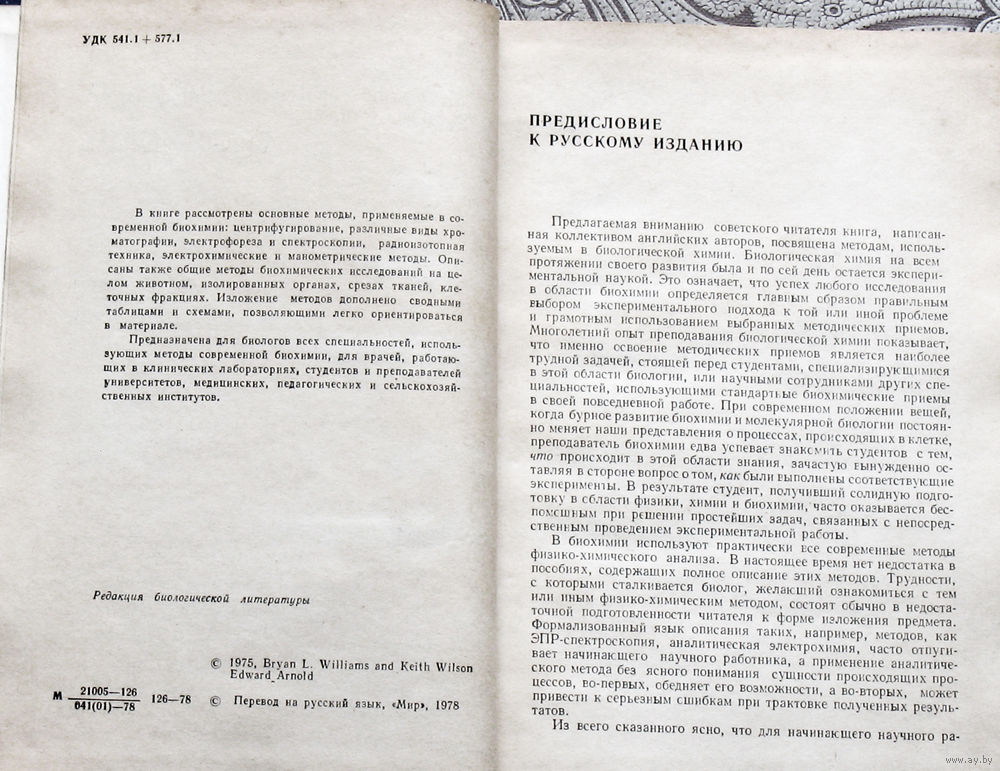 УДК 541.1 + 577.1
В книге рассмотрены основные методы, применяемые в со-
временной биохимии: центрифугирование, различные виды хро-
матографии, электрофореза и спектроскопии, радиоизотопная
техника, электрохимические и манометрические методы. Опи-
саны также общие методы биохимических исследований на це-
лом животном, изолированных органах, срезах тканей, кле-
точных фракциях. Изложение методов дополнено сводными
таблицами и схемами, позволяющими легко ориентироваться
в материале.
Предназначена для биологов всех специальностей, исполь-
зующих методы современной биохимии, для врачей, работаю-
щих в клинических лабораториях, студентов и преподавателей
университетов, медицинских, педагогических и сельскохозяй-
ственных институтов.
Редакция биологической литературы
© 1975, Bryan L. Williams and Keith Wilson
Edward Arnold
М 21005—126
041(01)—78 126—78 © Перевод на русский язык, «Мир», 1978
ПРЕДИСЛОВИЕ
К РУССКОМУ ИЗДАНИЮ
Предлагаемая вниманию советского читателя книга, написан-
ная коллективом английских авторов, посвящена методам, исполь-
зуемым в биологической химии. Биологическая химия на всем
протяжении своего развития была и по сей день остается экспери-
ментальной наукой. Это означает, что успех любого исследования
в области биохимии определяется главным образом правильным
выбором экспериментального подхода к той или иной проблеме
и грамотным использованием выбранных методических приемов.
Многолетний опыт преподавания биологической химии показывает,
что именно освоение методических приемов является наиболее
трудной задачей, стоящей перед студентами, специализирующимися
в этой области биологии, или научными сотрудниками других спе-
циальностей, использующими стандартные биохимические приемы
в своей повседневной работе. При современном положении вещей,
когда бурное развитие биохимии и молекулярной биологии постоян-
но меняет наши представления о процессах, происходящих в клетке,
преподаватель биохимии едва успевает знакомить студентов с тем,
что происходит в этой области знания, зачастую вынужденно ос-
тавляя в стороне вопрос о том, как были выполнены соответствующие
эксперименты. В результате студент, получивший солидную подго-
товку в области физики, химии и биохимии, часто оказывается бес-
помощным при решении простейших задач, связанных с непосред-
ственным проведением экспериментальной работы.
В биохимии используют практически все современные методы
физико-химического анализа. В настоящее время нет недостатка в
пособиях, содержащих полное описание этих методов. Трудности,
с которыми сталкивается биолог, желающий ознакомиться с тем
или иным физико-химическим методом, состоят обычно в недоста-
точной подготовленности читателя к форме изложения предмета.
Формализованный язык описания таких, например, методов, как
ЭПР-спектроскопия, аналитическая электрохимия, часто отпуги-
вает начинающего научного работника, а применение аналитиче-
ского метода без ясного понимания сущности происходящих про-
цессов, во-первых, обедняет его возможности, а во-вторых, может
привести к серьезным ошибкам при трактовке полученных резуль-
татов.
Из всего сказанного ясно, что для начинающего научного ра-
www.ay.by